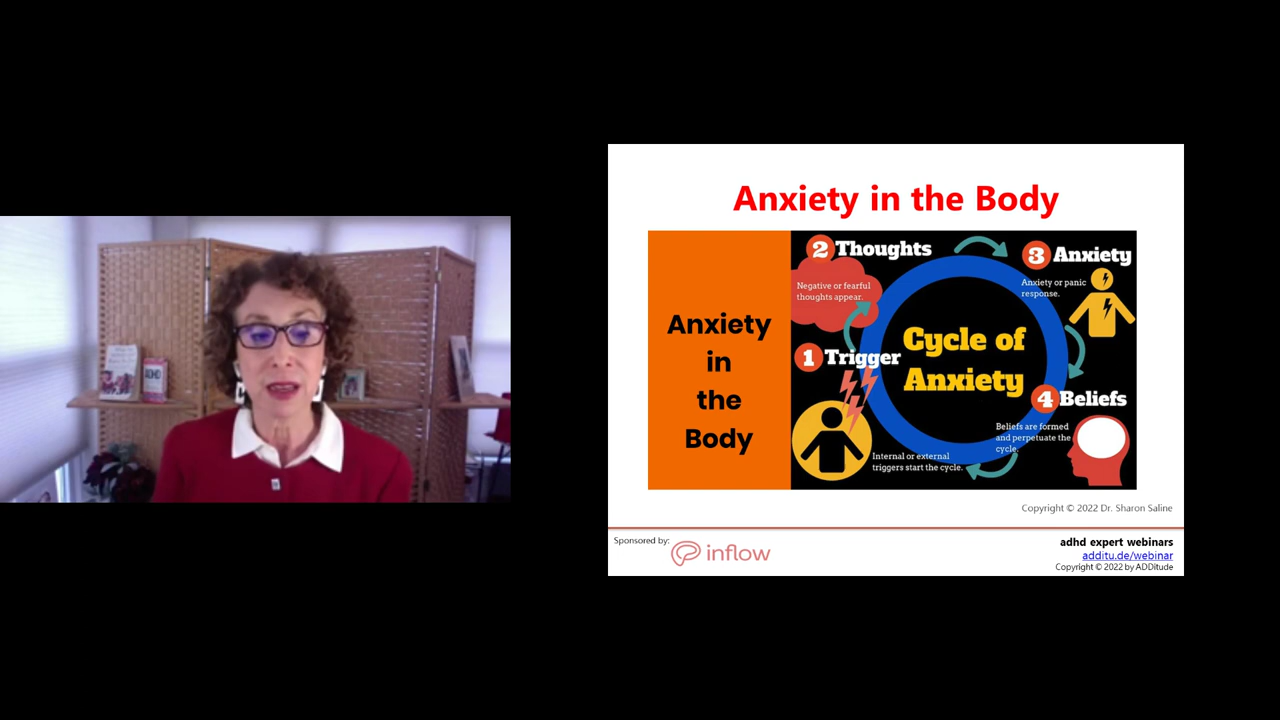 Anxiety in the Body
Anxiety
in
the
Body
2 Thoughts
Negative or fearful
thoughts appear.
3 Anxiety
Anxiety or panic
response.
Cycle of
Anxiety
1 Trigger
Internal or external
triggers start the cycle.
4 Beliefs
Beliefs are formed
and perpetuate the
cycle.
Copyright © 2022 Dr. Sharon Saline
Sponsored by:
inflow
adhd expert webinars
additu.de/webinar
Copyright © 2022 by ADDitude
ADHD